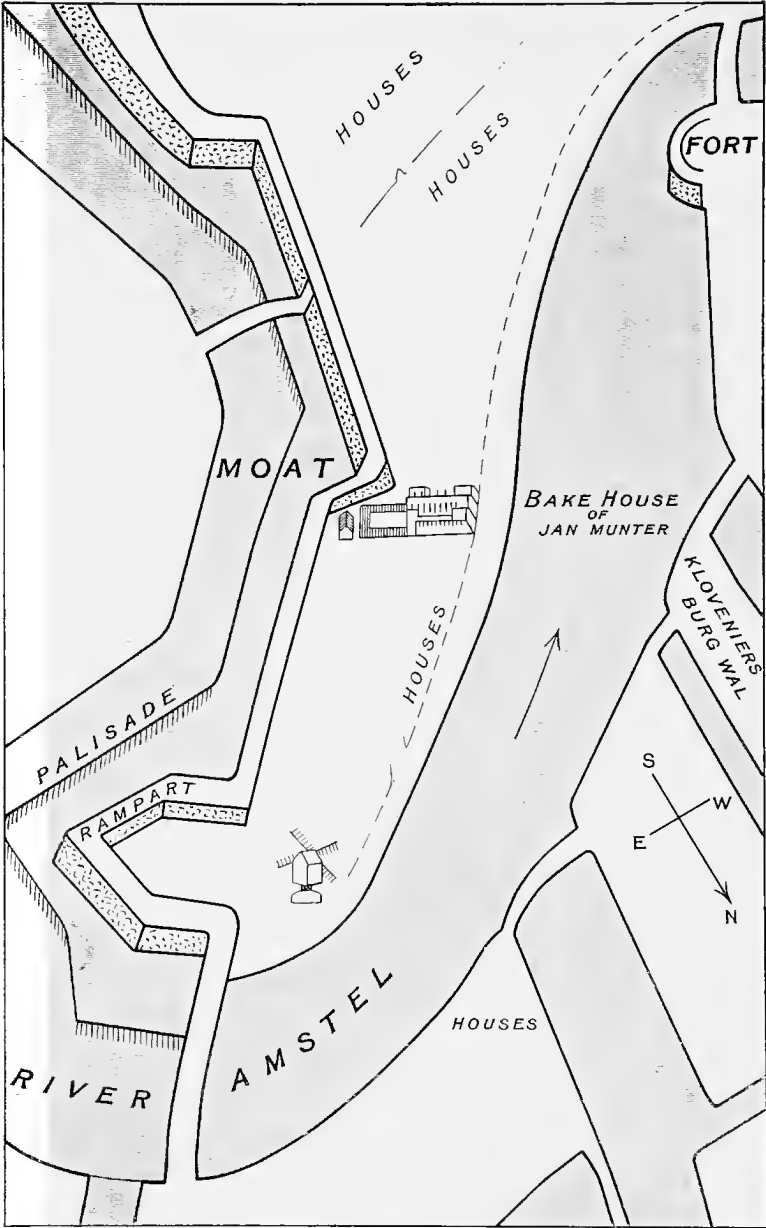 HOUSES
HOUSES
FORT
MOAT
BAKE HOUSE
OF
JAN MUNTER
KLOVENIERS
BURG WAL
HOUSES
PALISADE
RAMPART
S
W
E
N
AMSTEL
HOUSES
RIVER